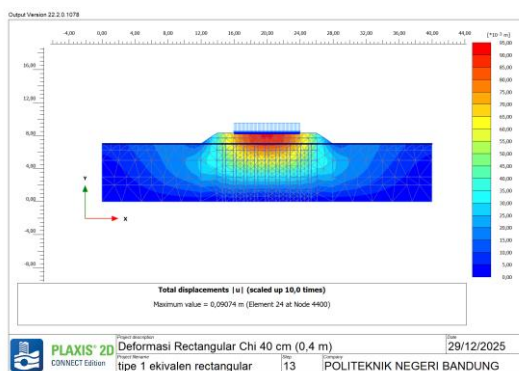 Output Version 22.2.0.1078
-4,00 0,00 4,00 8,00 12,00 16,00 20,00 24,00 28,00 32,00 36,00 40,00 44,00
[*10⁻³ m]
95,00
90,00
85,00
80,00
75,00
70,00
65,00
60,00
55,00
50,00
45,00
40,00
35,00
30,00
25,00
20,00
15,00
10,00
5,00
0,00
16,00
12,00
8,00
4,00
0,00
-4,00
-8,00
Y
X
Total displacements |u| (scaled up 10,0 times)
Maximum value = 0,09074 m (Element 24 at Node 4400)
PLAXIS® 2D
CONNECT Edition
Project description
Deformasi Rectangular Chi 40 cm (0,4 m)
Date
29/12/2025
Project filename
tipe 1 ekivalen rectangular
Step
13
Company
POLITEKNIK NEGERI BANDUNG